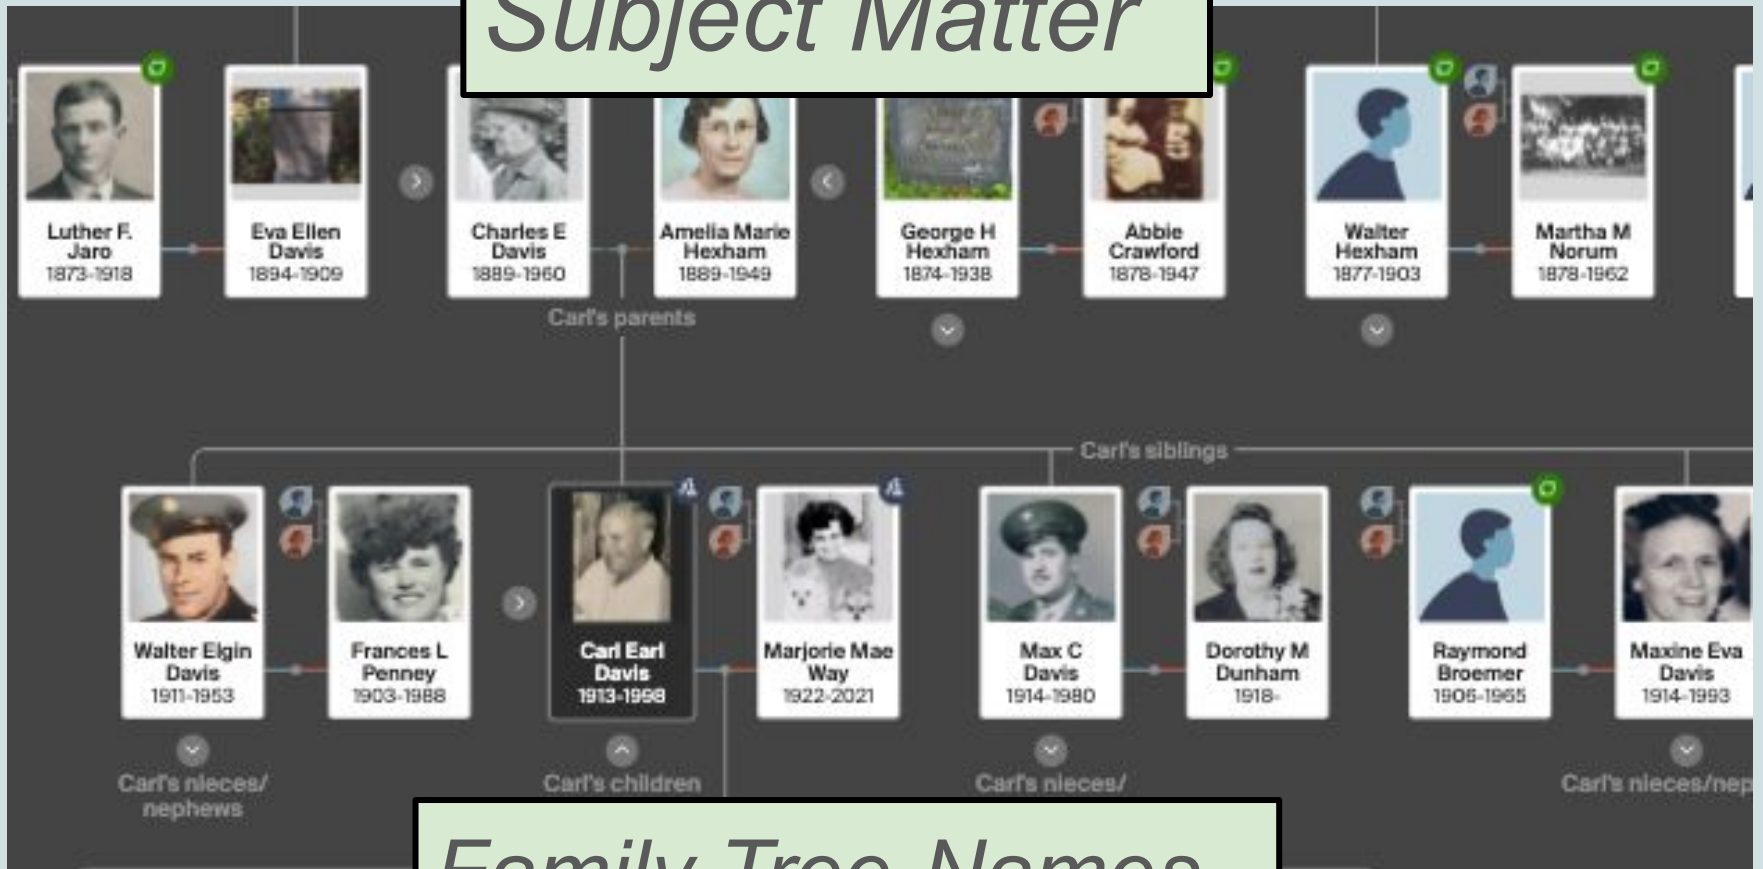 Subject Matter
Luther F.
Jaro
1873-1918
Eva Ellen
Davis
1894-1909
Charles E
Davis
1889-1960
Amelia Marie
Hexham
1889-1949
George H
Hexham
1874-1938
Abbie
Crawford
1878-1947
Walter
Hexham
1877-1903
Martha M
Norum
1878-1962
Carl's parents
Carl's siblings
Walter Elgin
Davis
1911-1953
Frances L
Penney
1903-1988
Carl Earl
Davis
1913-1998
Marjorie Mae
Way
1922-2021
Max C
Davis
1914-1980
Dorothy M
Dunham
1918-
Raymond
Broemer
1906-1965
Maxine Eva
Davis
1914-1993
Carl's nieces/
nephews
Carl's children
Carl's nieces/
Carl's nieces/nep
Family Tree Names